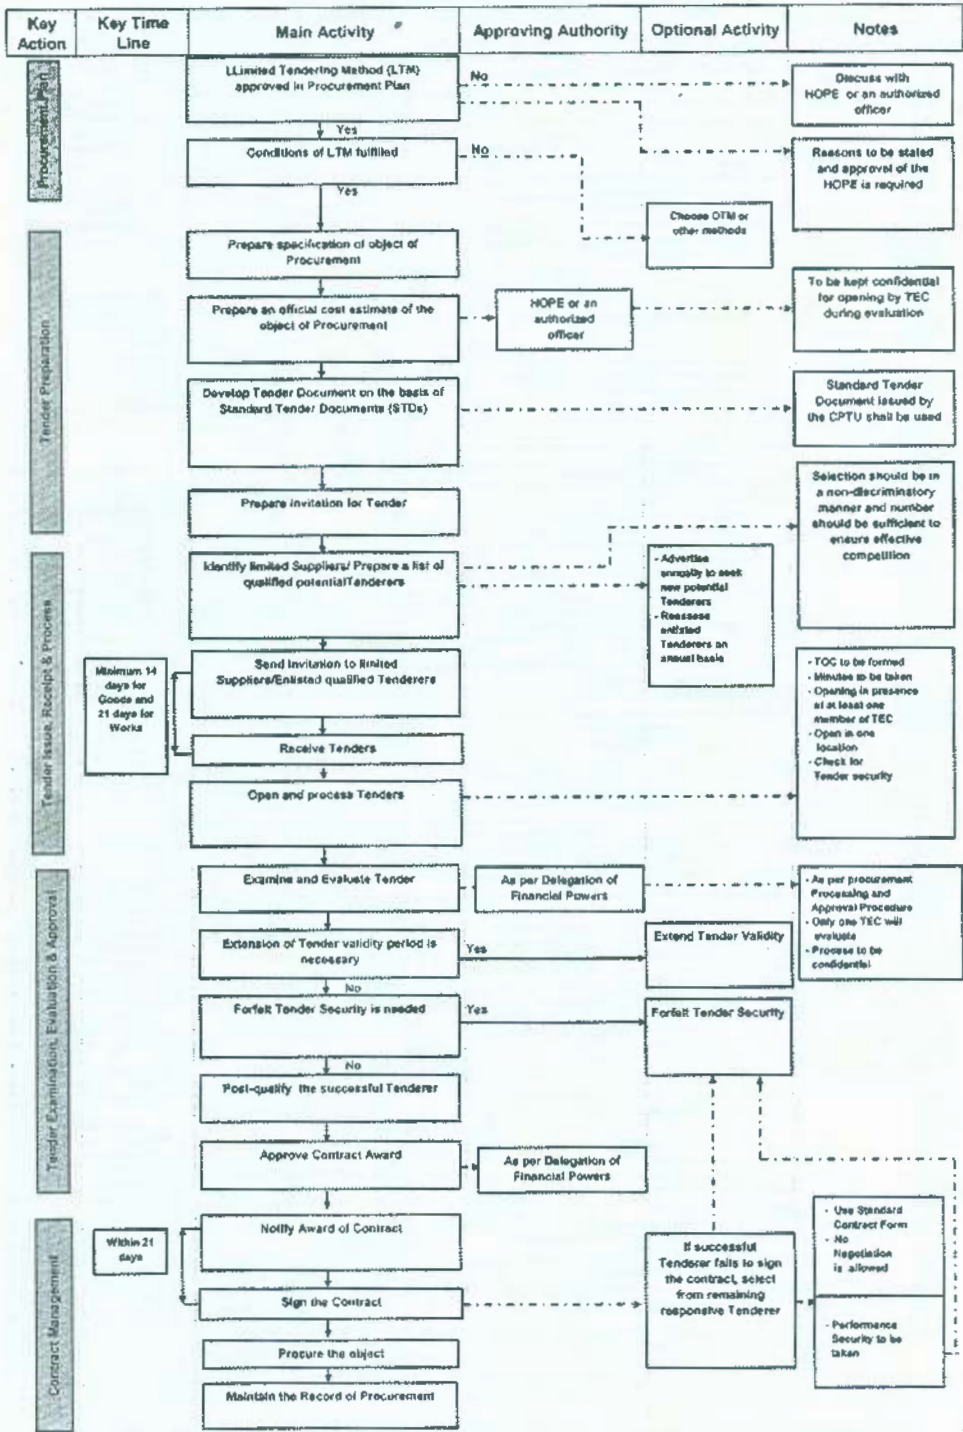 Key
Action
Key Time
Line
Main Activity
Approving Authority
Optional Activity
Notes
Procurement Plan
LLimited Tendering Method (LTM)
approved in Procurement Plan
No
Discuss with
HOPE or an authorized
officer
Yes
Conditions of LTM fulfilled
No
Reasons to be stated
and approval of the
HOPE is required
Yes
Choose OTM or
other methods
Tender Preparation
Prepare specification of object of
Procurement
Prepare an official cost estimate of the
object of Procurement
HOPE or an
authorized
officer
To be kept confidential
for opening by TEC
during evaluation
Develop Tender Document on the basis of
Standard Tender Documents (STDs)
Standard Tender
Document issued by
the CPTU shall be used
Prepare invitation for Tender
Selection should be in
a non-discriminatory
manner and number
should be sufficient to
ensure effective
competition
Tender Issue, Receipt & Process
Identify limited Suppliers/ Prepare a list of
qualified potentialTenderers
- Advertise
annually to seek
new potential
Tenderers
- Reassess
enlisted
Tenderers on
annual basis
Minimum 14
days for
Goods and
21 days for
Works
Send Invitation to limited
Suppliers/Enlisted qualified Tenderers
Receive Tenders
Open and process Tenders
- TOC to be formed
- Minutes to be taken
- Opening in presence
of at least one
member of TEC
- Open in one
location
- Check for
Tender security
Tender Examination, Evaluation & Approval
Examine and Evaluate Tender
As per Delegation of
Financial Powers
- As per procurement
Processing and
Approval Procedure
- Only one TEC will
evaluate
- Process to be
confidential
Extension of Tender validity period is
necessary
Yes
Extend Tender Validity
No
Forfeit Tender Security is needed
Yes
Forfeit Tender Security
No
Post-qualify the successful Tenderer
Approve Contract Award
As per Delegation of
Financial Powers
Contract Management
Within 21
days
Notify Award of Contract
Sign the Contract
If successful
Tenderer fails to sign
the contract, select
from remaining
responsive Tenderer
- Use Standard
Contract Form
- No
Negotiation
is allowed
- Performance
Security to be
taken
Procure the object
Maintain the Record of Procurement